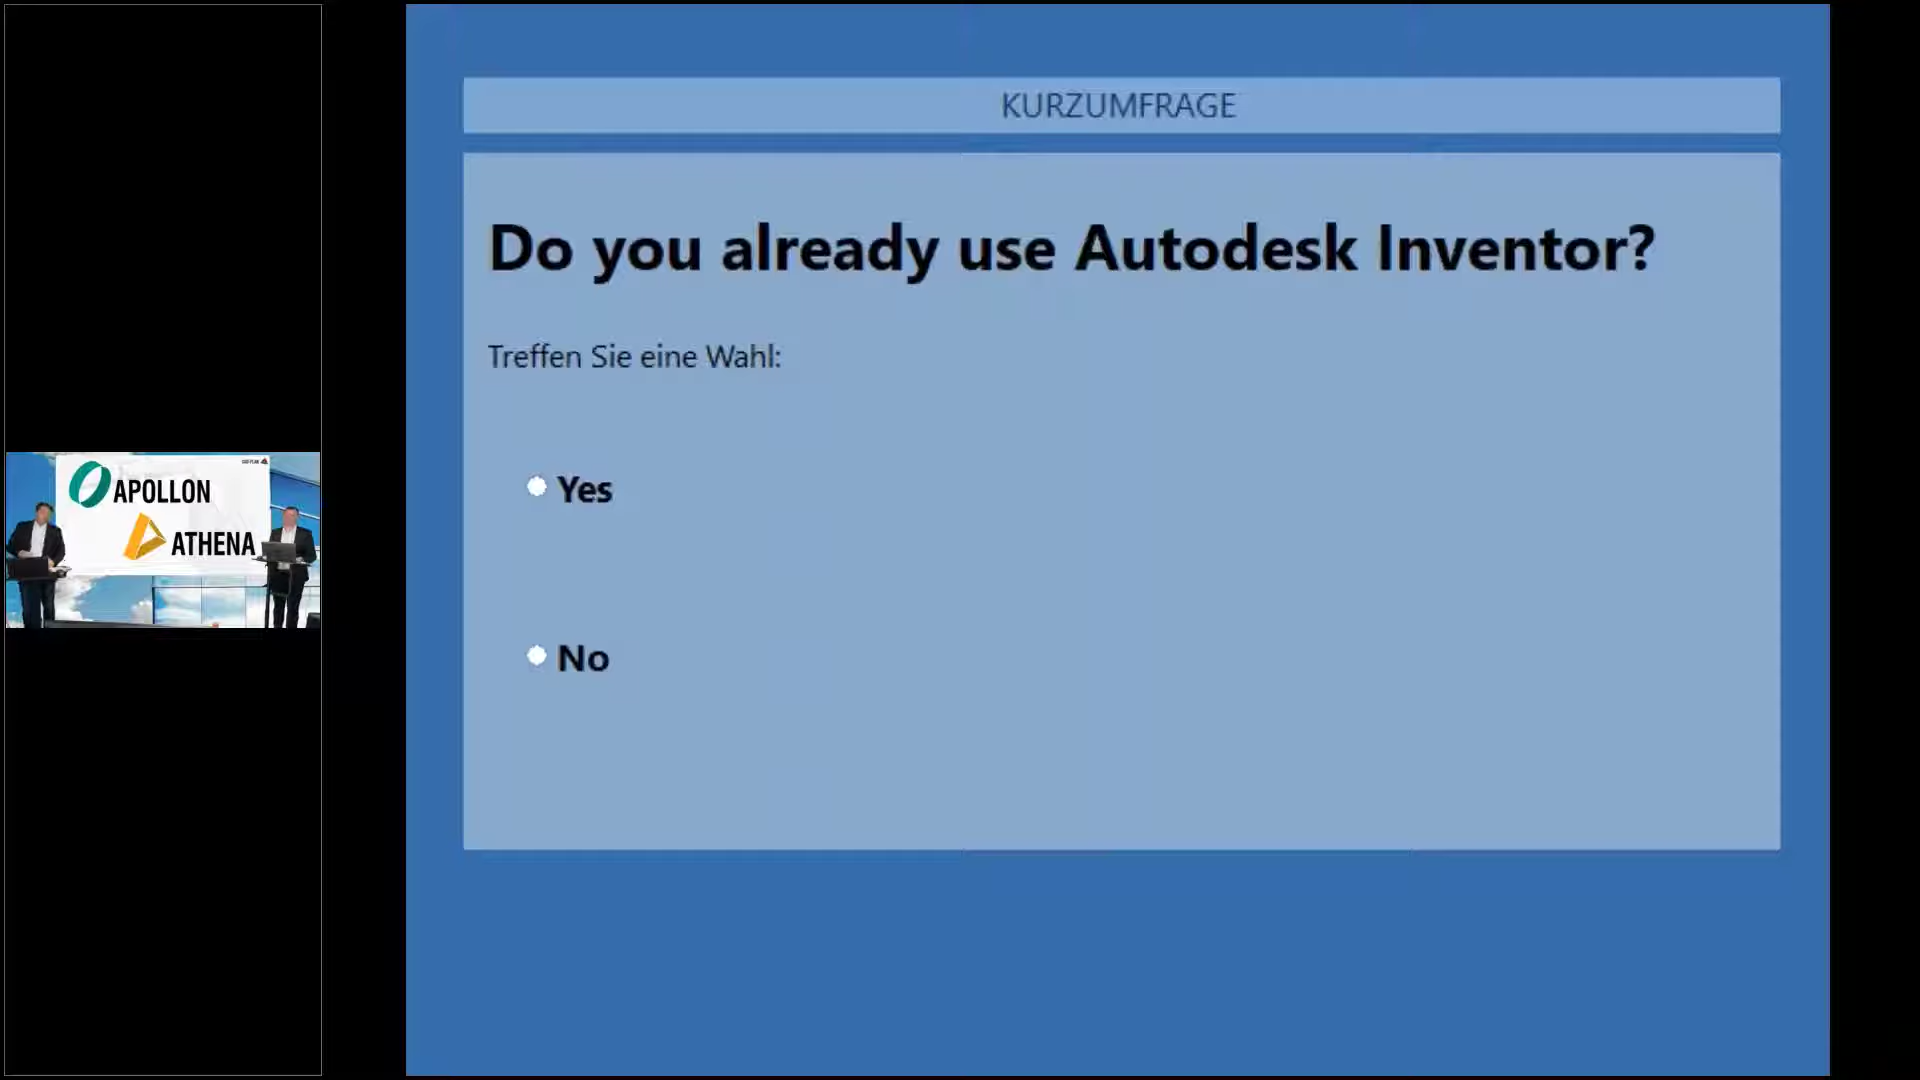 KURZUMFRAGE
Do you already use Autodesk Inventor?
Treffen Sie eine Wahl:
Yes
No
APOLLON
ATHENA